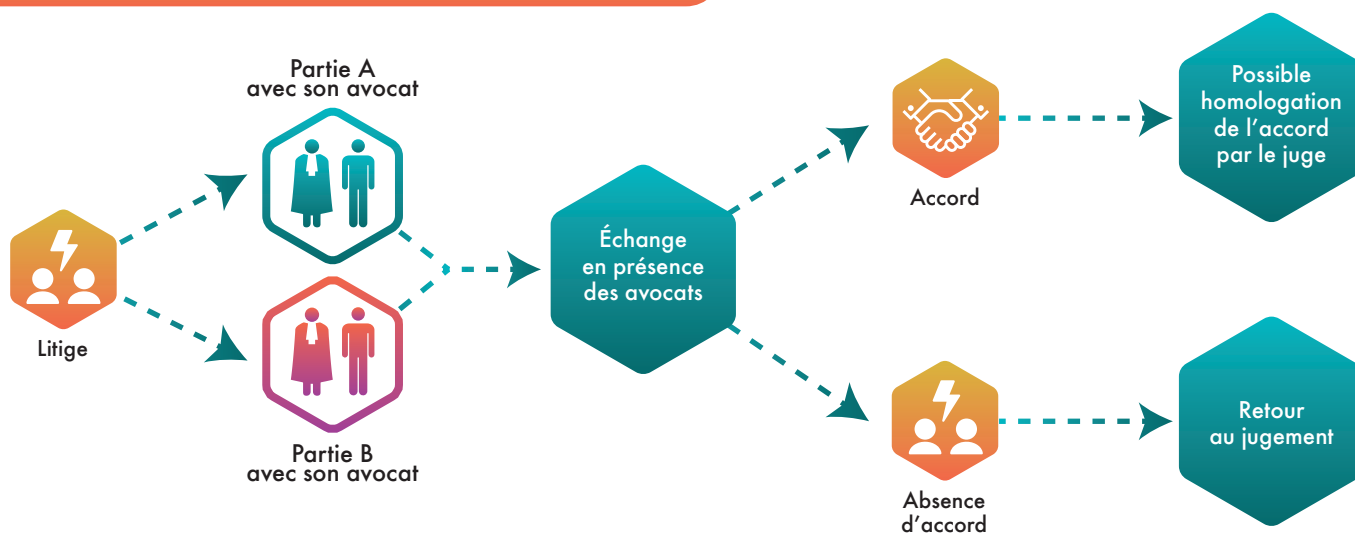 Partie A
avec son avocat
Litige
Partie B
avec son avocat
Échange
en présence
des avocats
Accord
Possible
homologation
de l’accord
par le juge
Absence
d’accord
Retour
au jugement